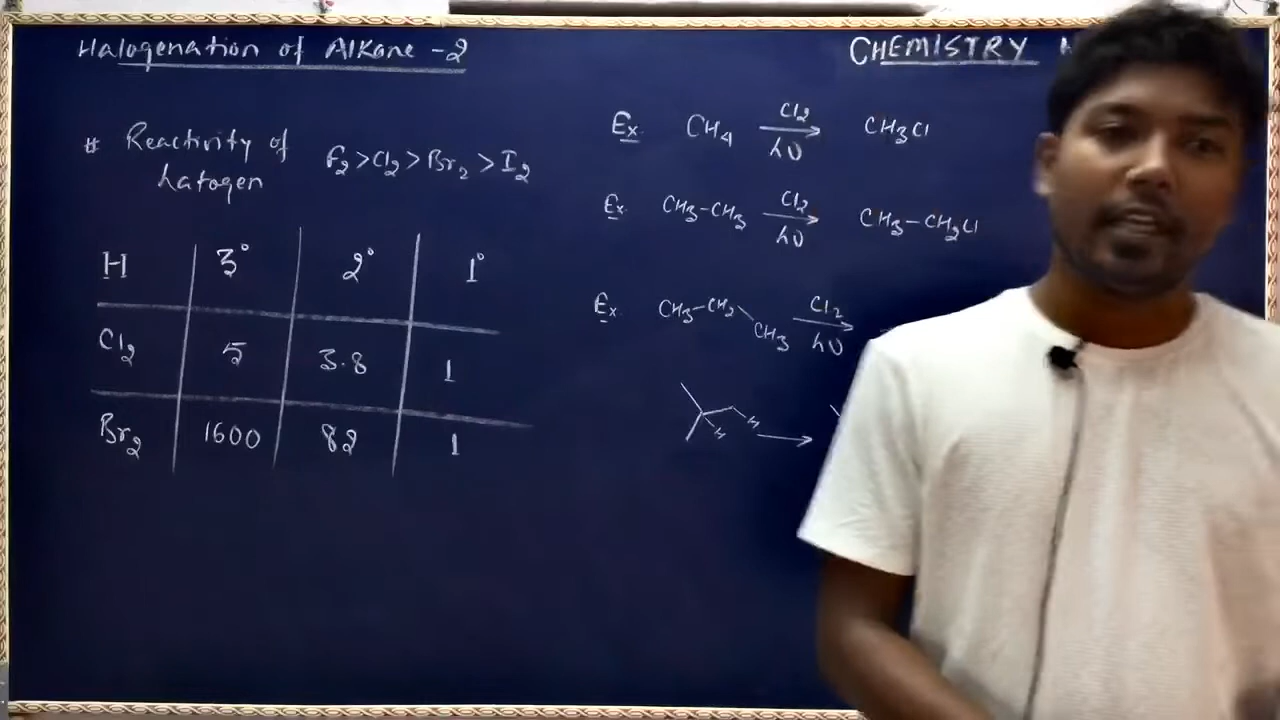 Halogenation of Alkane -2
CHEMISTRY
# Reactivity of
halogen
F₂ > Cl₂ > Br₂ > I₂
H 3° 2° 1°
Cl₂ 5 3.8 1
Br₂ 1600 82 1
Ex. CH₄ Cl₂ hν CH₃Cl
Ex. CH₃-CH₃ Cl₂ hν CH₃-CH₂Cl
Ex. CH₃-CH₂ CH₃ Cl₂ hν
H H